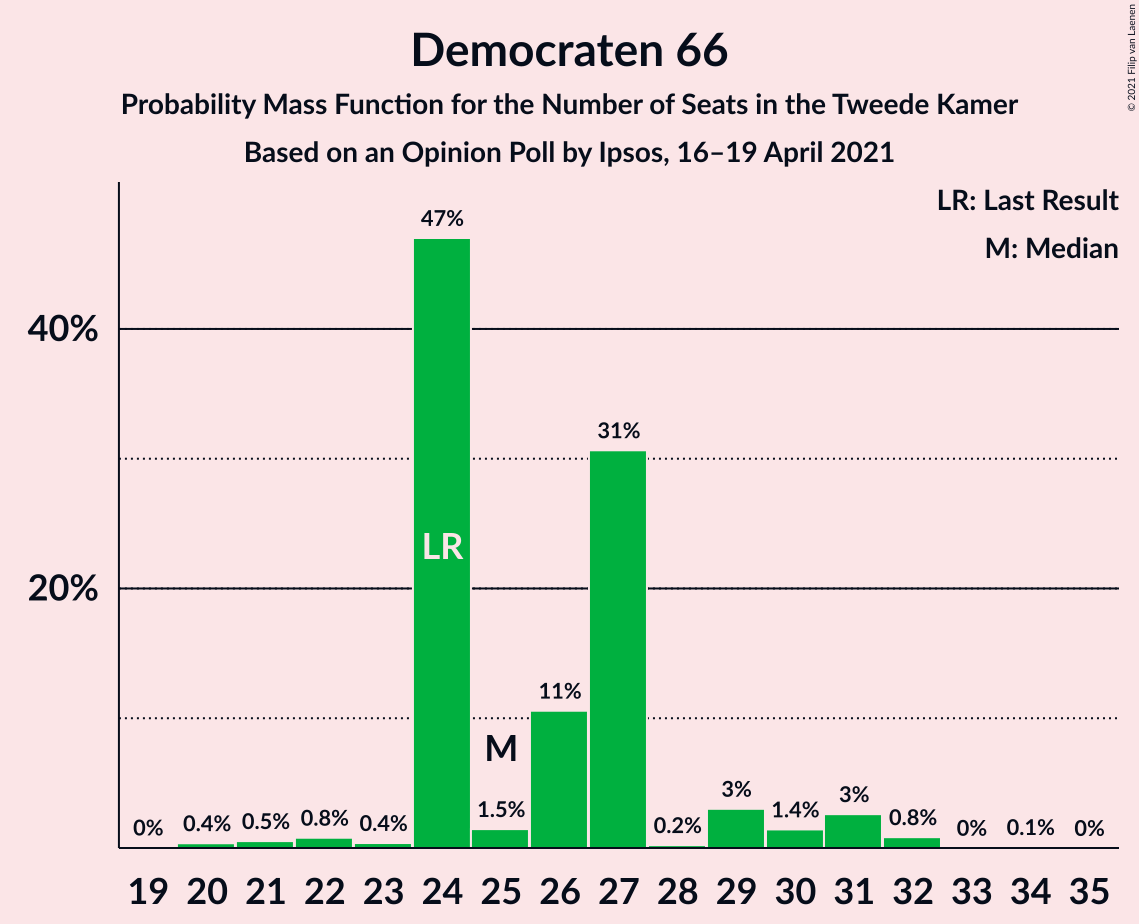 Democraten 66
Probability Mass Function for the Number of Seats in the Tweede Kamer
Based on an Opinion Poll by Ipsos, 16–19 April 2021
© 2021 Filip van Laenen
LR: Last Result
M: Median
40%
20%
0%
0.4%
0.5%
0.8%
0.4%
47%
1.5%
11%
31%
0.2%
3%
1.4%
3%
0.8%
0%
0.1%
0%
LR
M
19 20 21 22 23 24 25 26 27 28 29 30 31 32 33 34 35